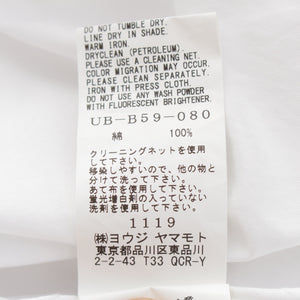 DO NOT TUMBLE DRY.
LINE DRY IN SHADE.
WARM IRON.
DRYCLEAN (PETROLEUM).
PLEASE USE A CLEANING NET.
COLOR MIGRATION MAY OCCUR.
PLEASE CLEAN SEPARATELY.
IRON WITH PRESS CLOTH.
DO NOT USE ANY WASH POWDER
WITH FLUORESCENT BRIGHTENER.
UB-B59-080
綿 100%
クリーニングネットを使用
して下さい。
移染しやすいので、他の物と
分けて洗って下さい。
あて布を使用して下さい。
蛍光増白剤の入っていない
洗剤を使用して下さい。
1119
(株)ヨウジ ヤマモト
東京都品川区東品川
2-2-43 T33 QCR-Y